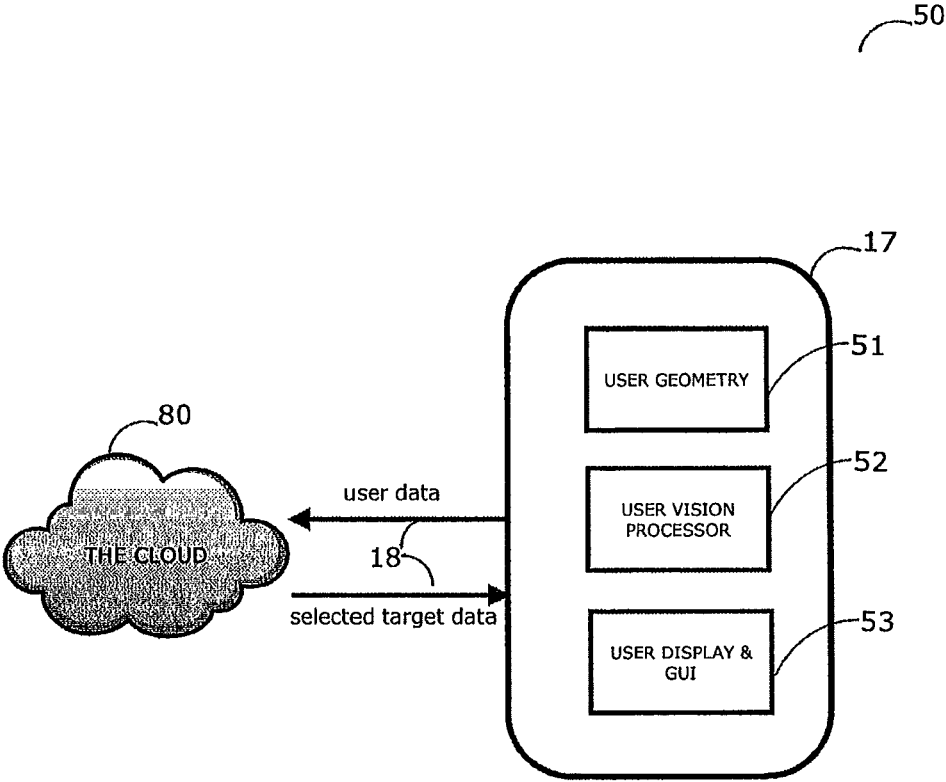 50
17
USER GEOMETRY
51
80
user data
USER VISION
PROCESSOR
52
THE CLOUD
18
selected target data
USER DISPLAY &
GUI
53